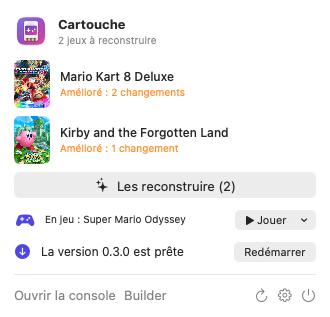 Cartouche
2 jeux à reconstruire
Mario Kart 8 Deluxe
Amélioré : 2 changements
Kirby and the Forgotten Land
Amélioré : 1 changement
Les reconstruire (2)
En jeu : Super Mario Odyssey
Jouer
La version 0.3.0 est prête
Redémarrer
Ouvrir la console Builder